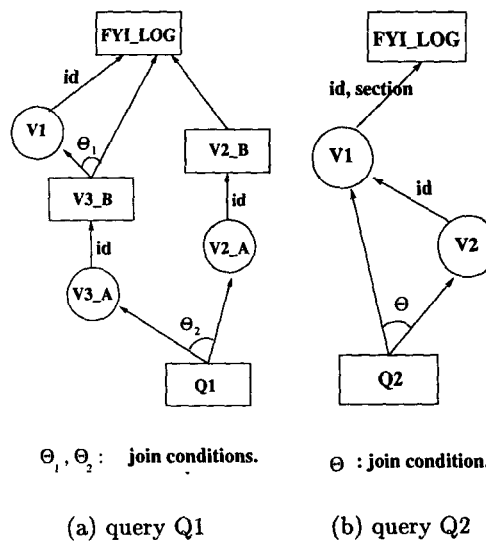 FYI_LOG
id
V1
Θ1
V3_B
V2_B
id
id
V3_A
V2_A
Θ2
Q1
Θ1, Θ2 : join conditions.
(a) query Q1
FYI_LOG
id, section
V1
id
V2
Θ
Q2
Θ : join condition.
(b) query Q2